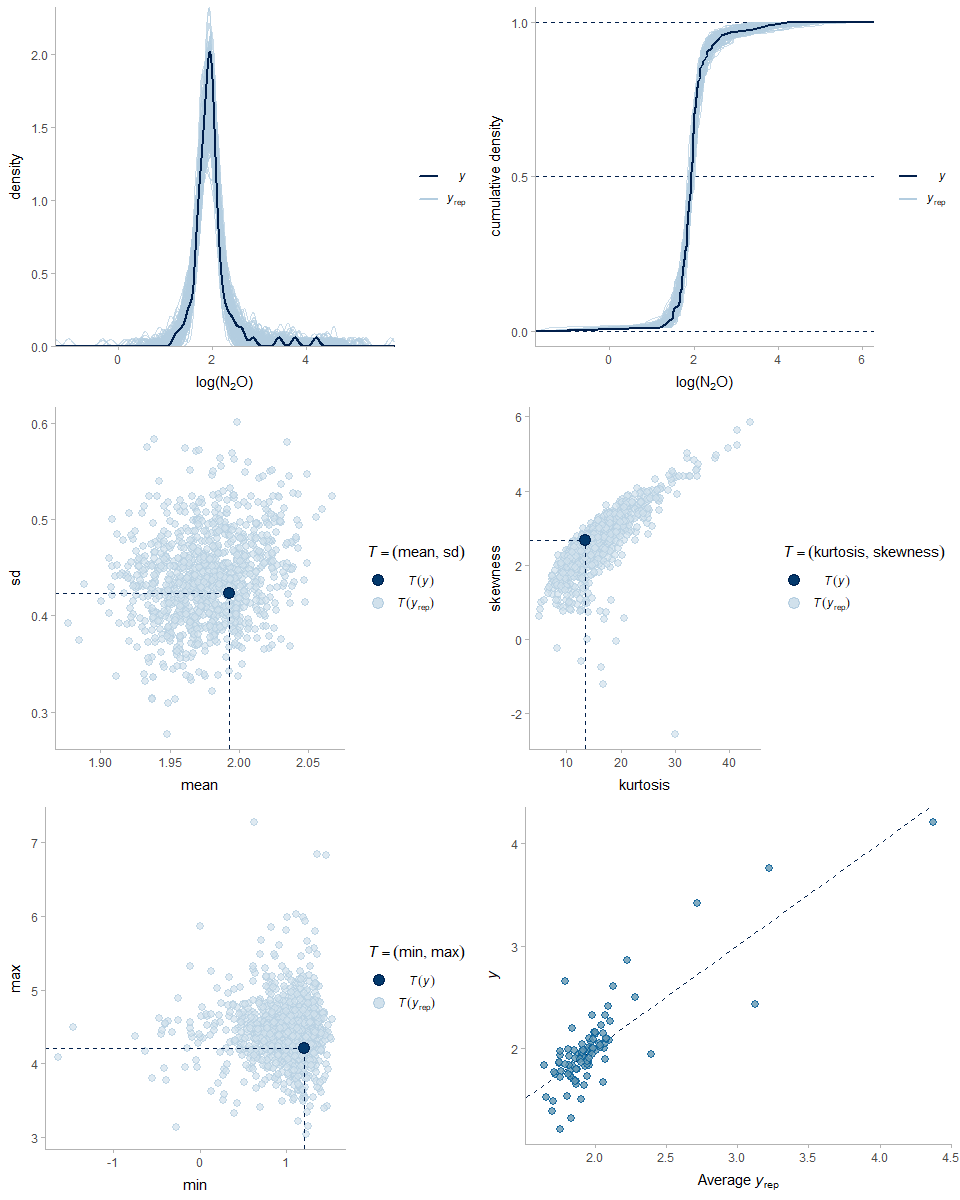 density
2.0
1.5
1.0
0.5
0.0
0 2 4
log(N₂O)
y
yrep
cumulative density
1.0
0.5
0.0
0 2 4 6
log(N₂O)
y
yrep
sd
0.6
0.5
0.4
0.3
1.90 1.95 2.00 2.05
mean
T = (mean, sd)
T(y)
T(yrep)
skewness
6
4
2
0
-2
10 20 30 40
kurtosis
T = (kurtosis, skewness)
T(y)
T(yrep)
max
7
6
5
4
3
-1 0 1
min
T = (min, max)
T(y)
T(yrep)
y
4
3
2
2.0 2.5 3.0 3.5 4.0 4.5
Average yrep